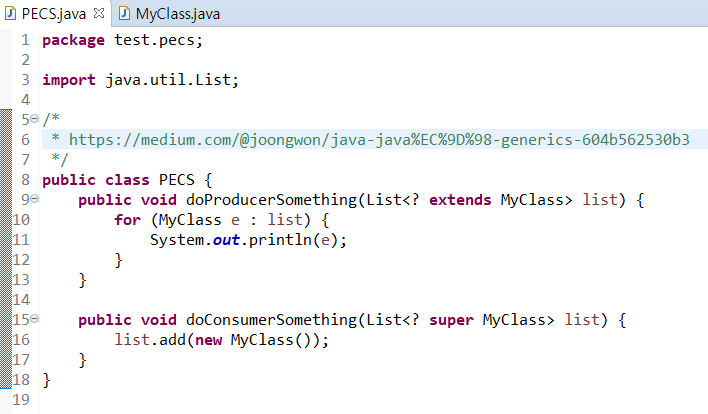 PECS.java MyClass.java
1 package test.pecs;
2
3 import java.util.List;
4
5 /*
6  * https://medium.com/@joongwon/java-java%EC%9D%98-generics-604b562530b3
7  */
8 public class PECS {
9     public void doProducerSomething(List<? extends MyClass> list) {
10         for (MyClass e : list) {
11             System.out.println(e);
12         }
13     }
14
15     public void doConsumerSomething(List<? super MyClass> list) {
16         list.add(new MyClass());
17     }
18 }
19